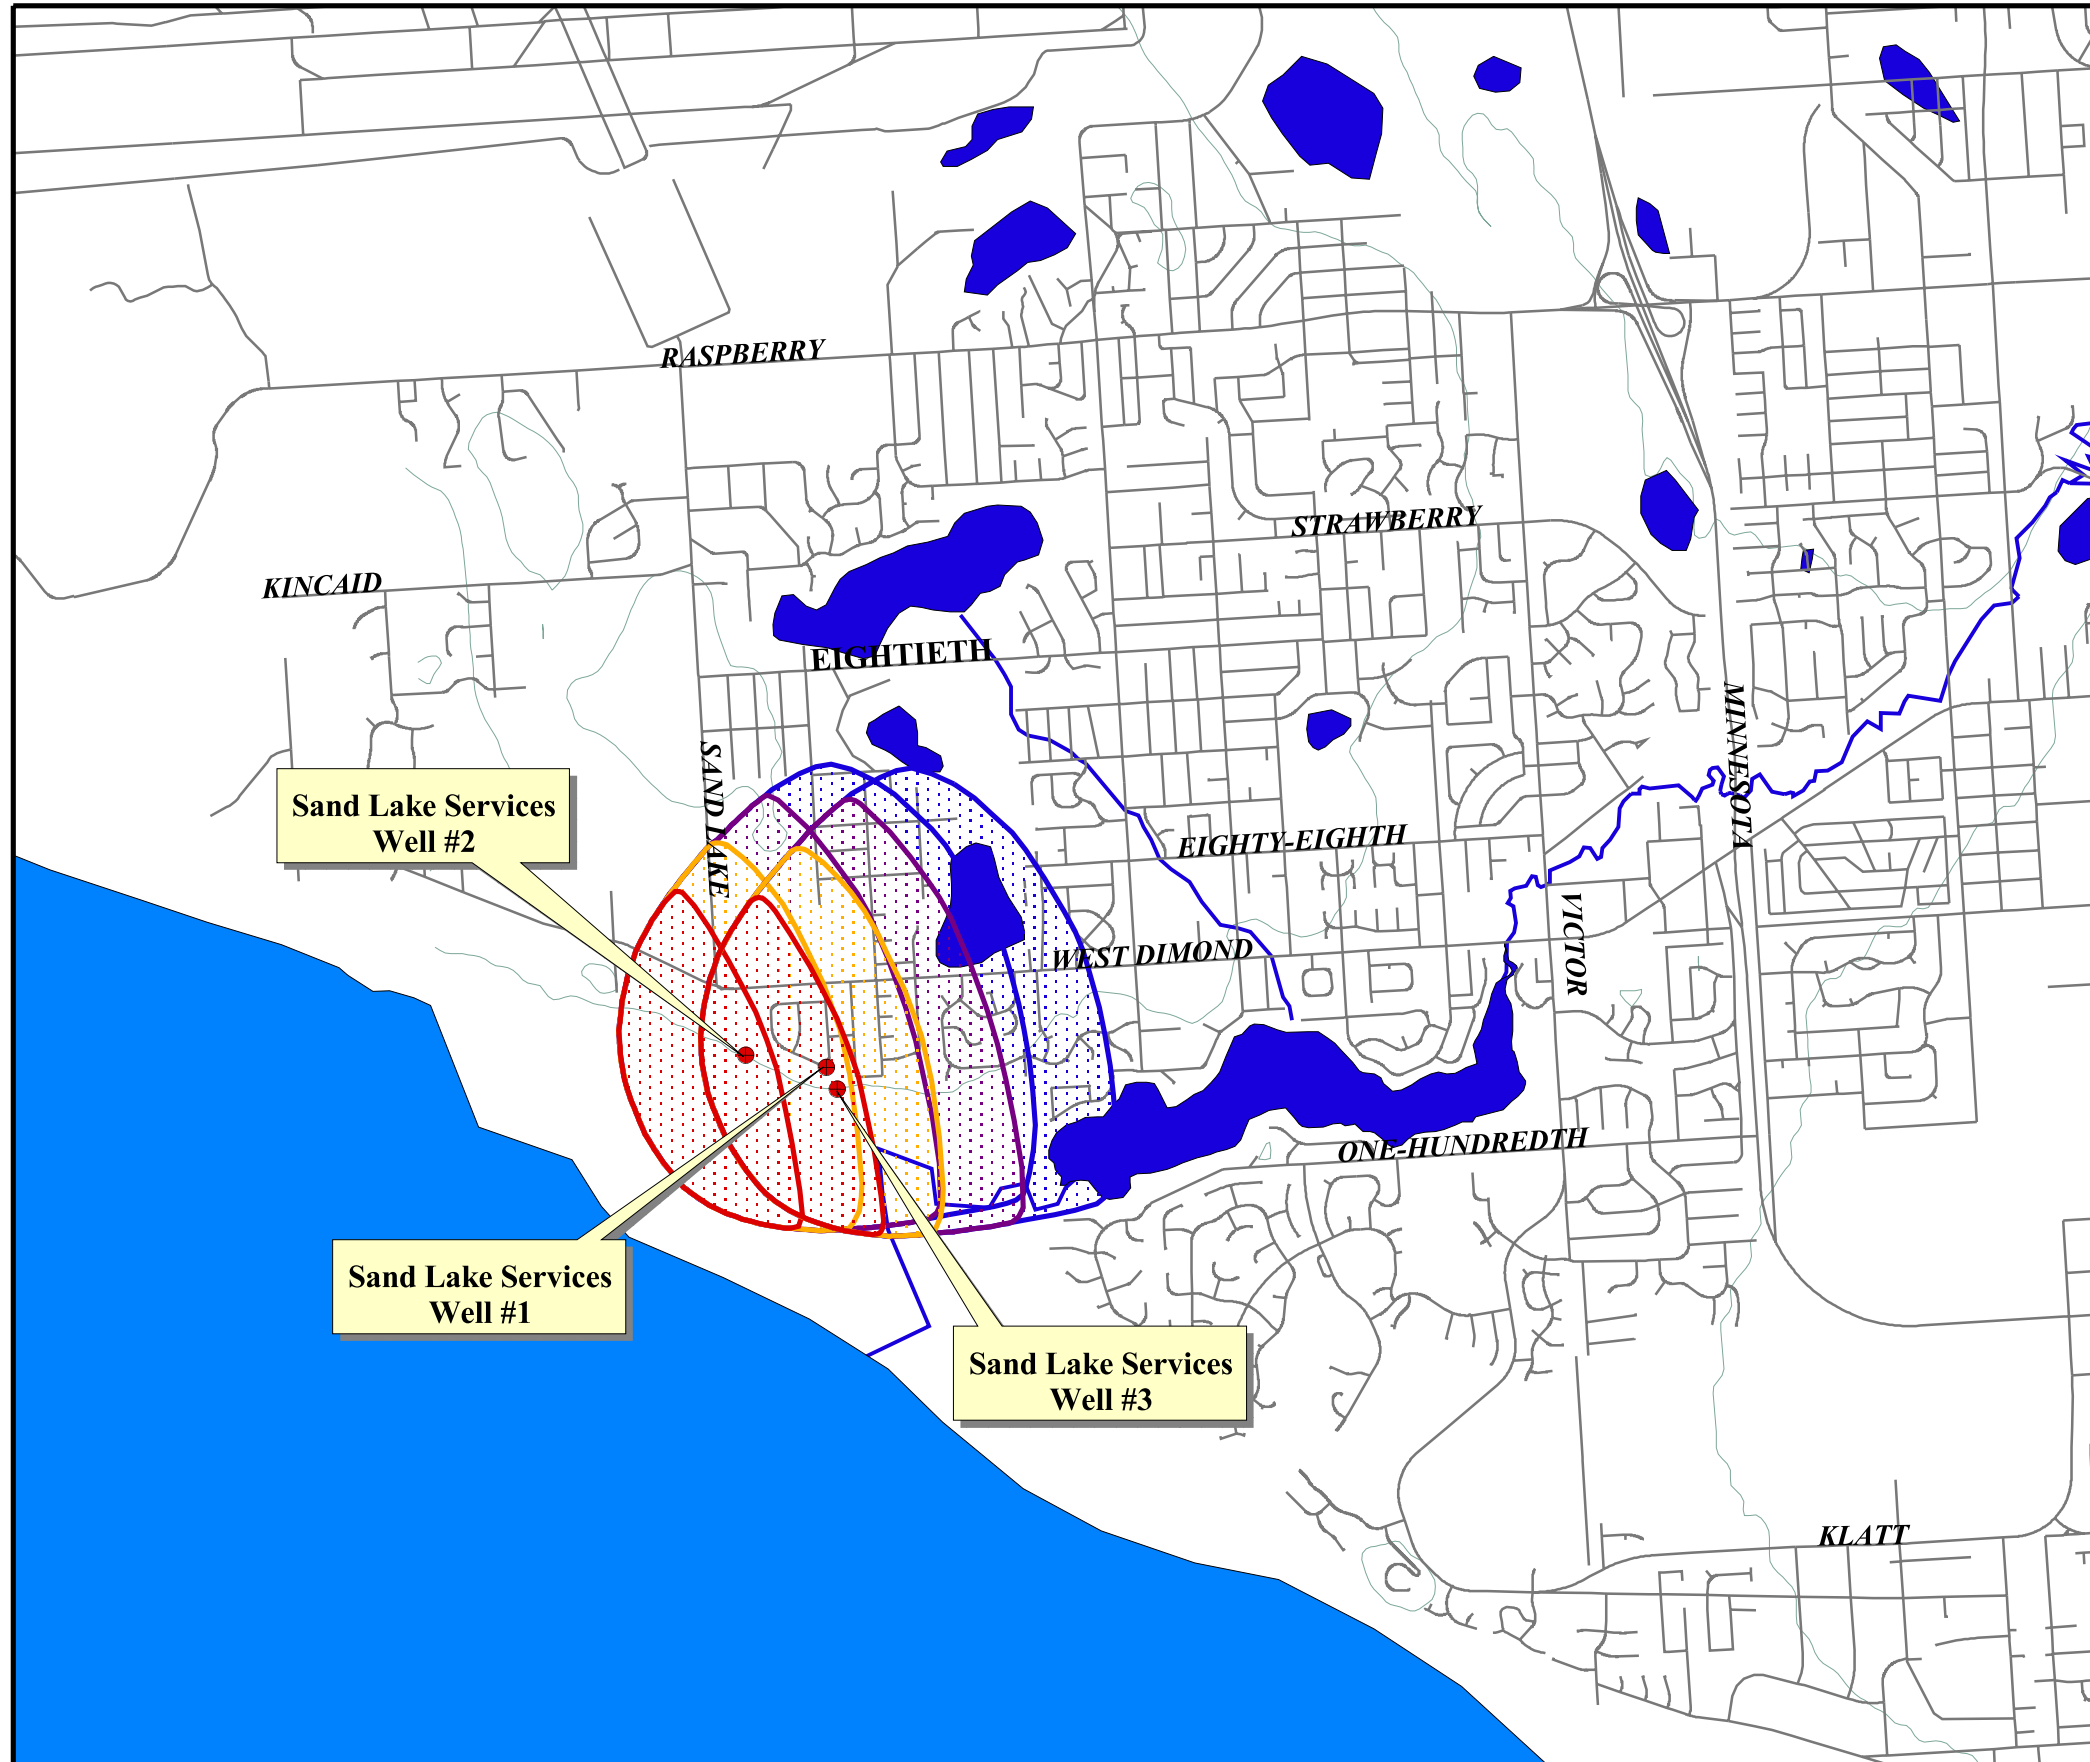 RASPBERRY
STRAWBERRY
KINCAID
EIGHTIETH
MINNESOTA
SAND LAKE
Sand Lake Services
Well #2
EIGHTY-EIGHTH
VICTOR
WEST DIMOND
ONE-HUNDREDTH
Sand Lake Services
Well #1
Sand Lake Services
Well #3
KLATT